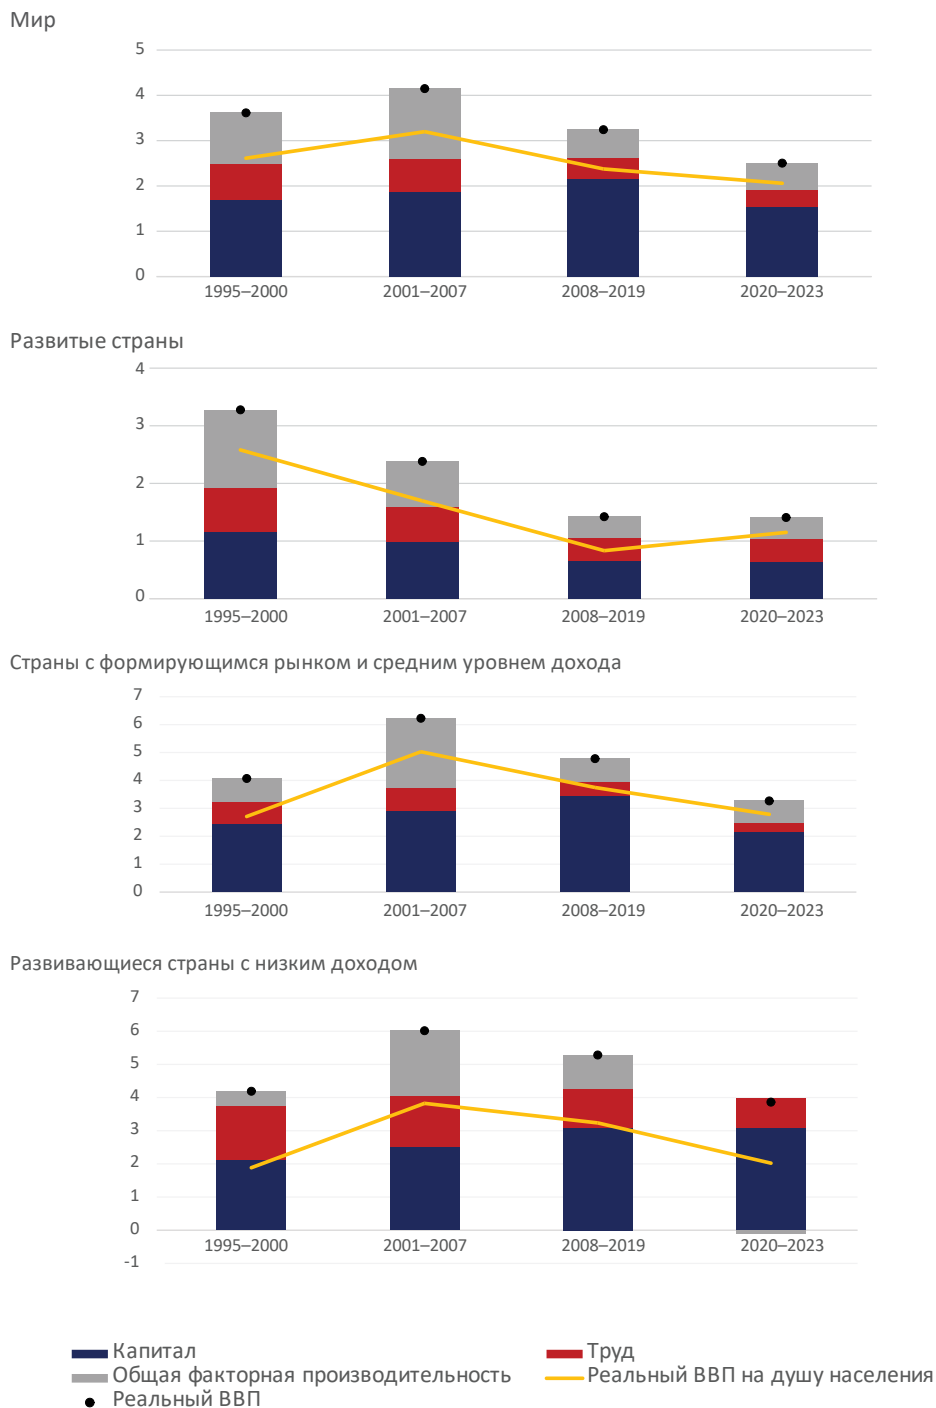 Мир
5
4
3
2
1
0
1995–2000 2001–2007 2008–2019 2020–2023
Развитые страны
4
3
2
1
0
1995–2000 2001–2007 2008–2019 2020–2023
Страны с формирующимся рынком и средним уровнем дохода
7
6
5
4
3
2
1
0
1995–2000 2001–2007 2008–2019 2020–2023
Развивающиеся страны с низким доходом
7
6
5
4
3
2
1
0
1995–2000 2001–2007 2008–2019 2020–2023
-1
Капитал Труд
Общая факторная производительность Реальный ВВП на душу населения
Реальный ВВП